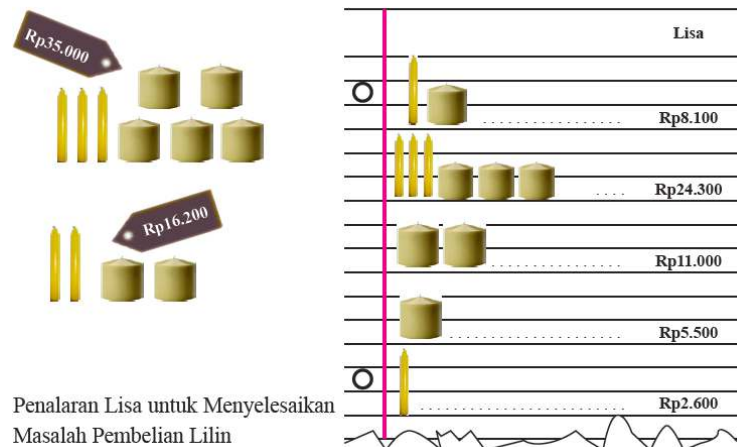 Rp35.000
Rp16.200
Penalaran Lisa untuk Menyelesaikan
Masalah Pembelian Lilin
Lisa
. . . . . . . . . . . . . . . . . . . Rp8.100
. . . . Rp24.300
. . . . . . . . . . . . . . . . . Rp11.000
. . . . . . . . . . . . . . . . . . . . . . . . Rp5.500
. . . . . . . . . . . . . . . . . . . . . . . . . . . . Rp2.600